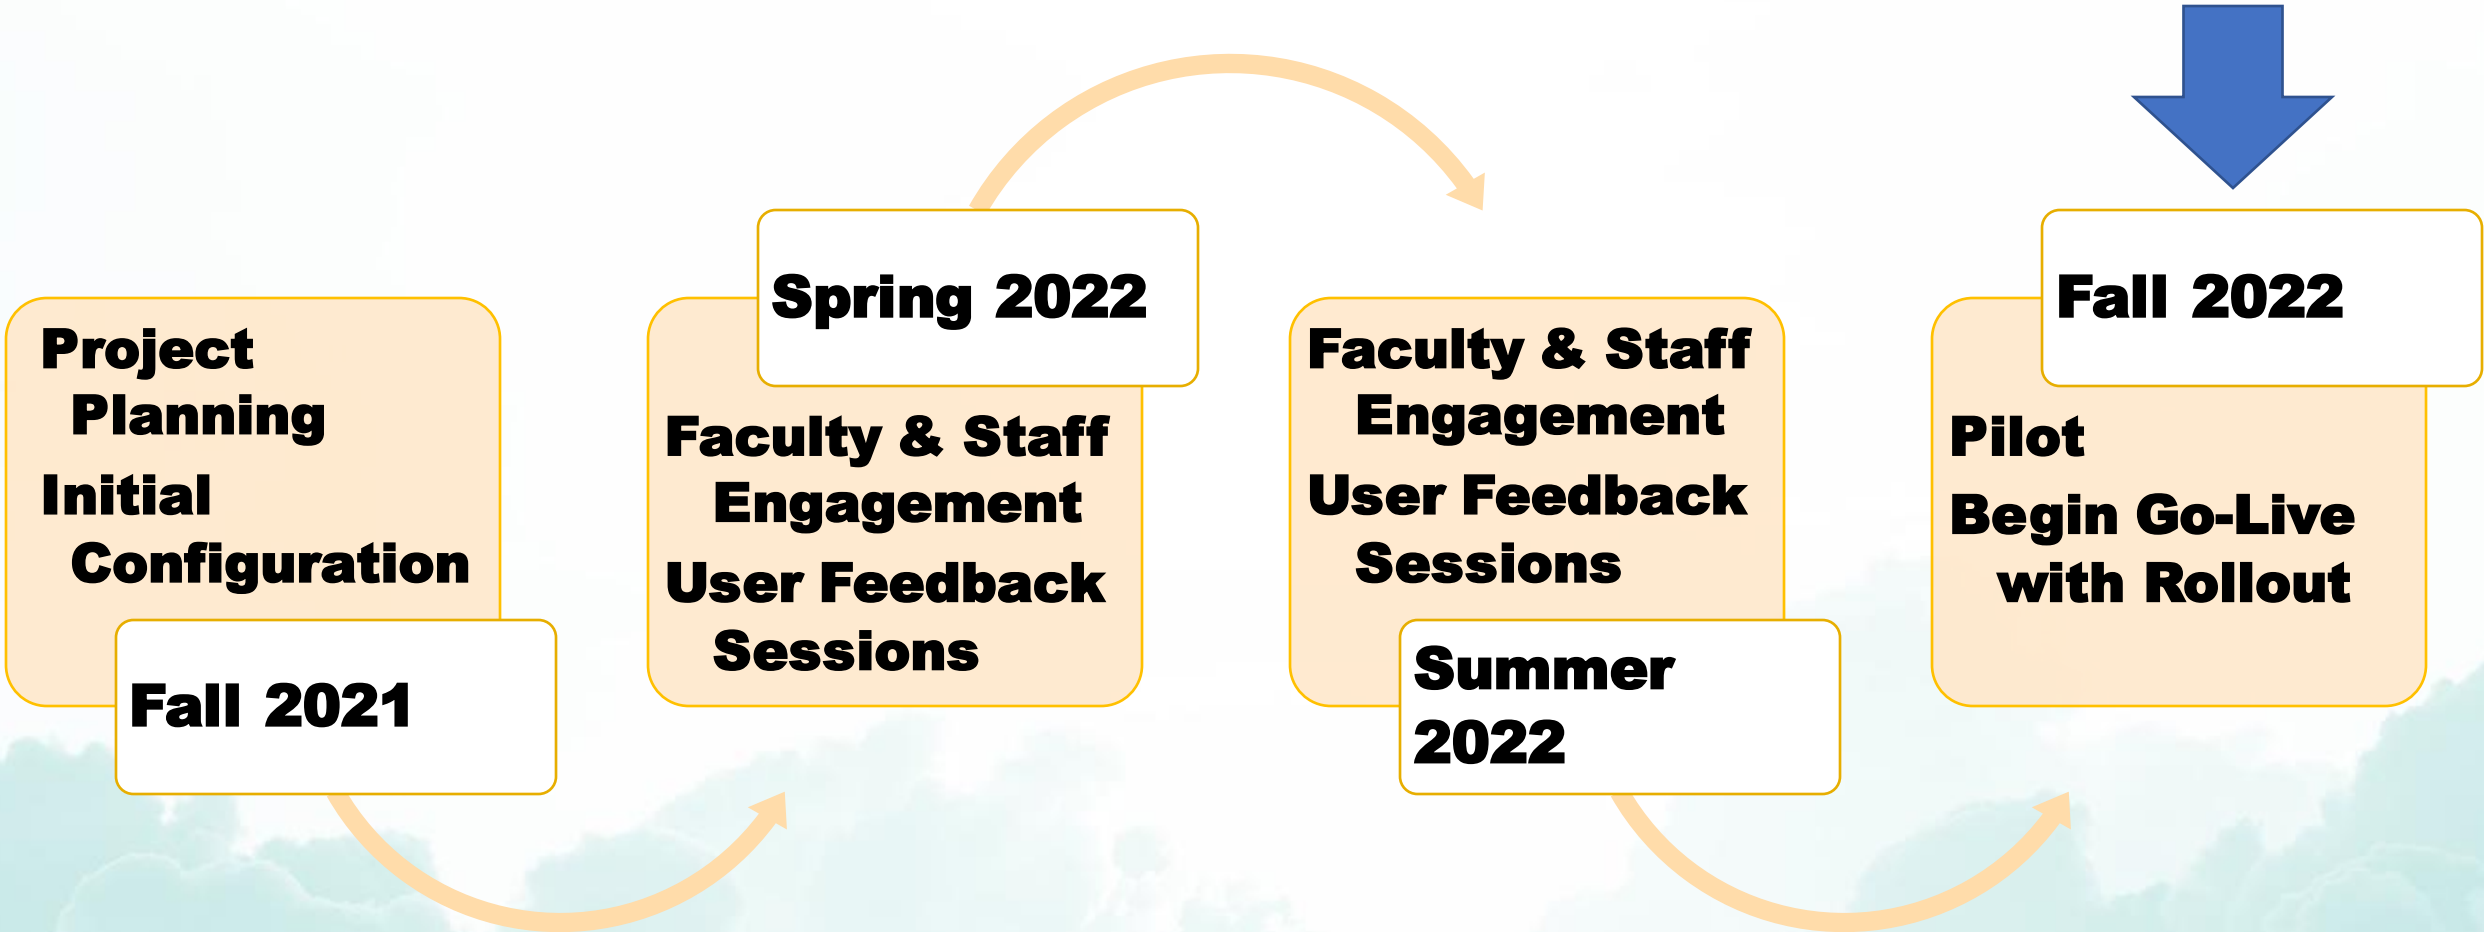 Project
Planning
Initial
Configuration
Fall 2021
Spring 2022
Faculty & Staff
Engagement
User Feedback
Sessions
Faculty & Staff
Engagement
User Feedback
Sessions
Summer
2022
Fall 2022
Pilot
Begin Go-Live
with Rollout